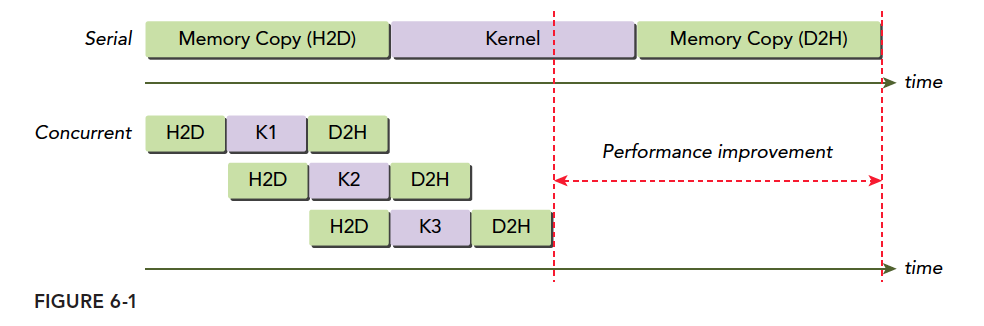 Serial Memory Copy (H2D) Kernel Memory Copy (D2H)
time
Concurrent H2D K1 D2H
Performance improvement
H2D K2 D2H
H2D K3 D2H
time
FIGURE 6-1